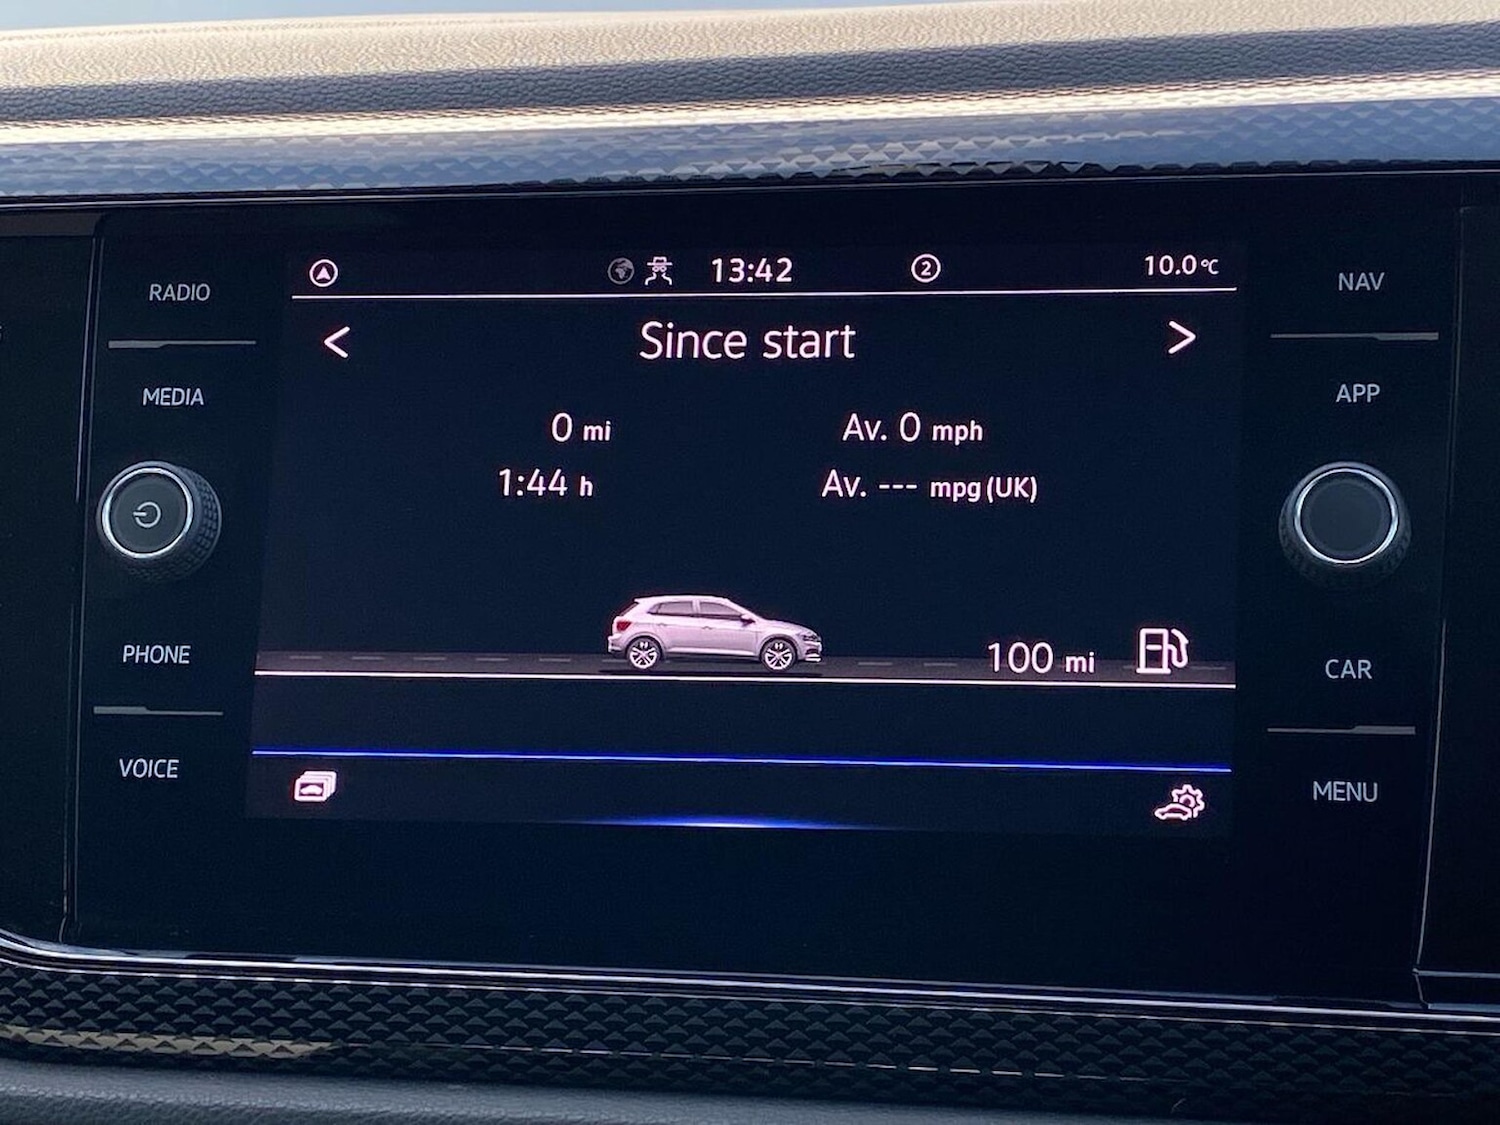 RADIO
MEDIA
PHONE
VOICE
13:42
2
10.0°C
< Since start >
0 mi
Av. 0 mph
1:44 h
Av. --- mpg (UK)
100 mi
NAV
APP
CAR
MENU